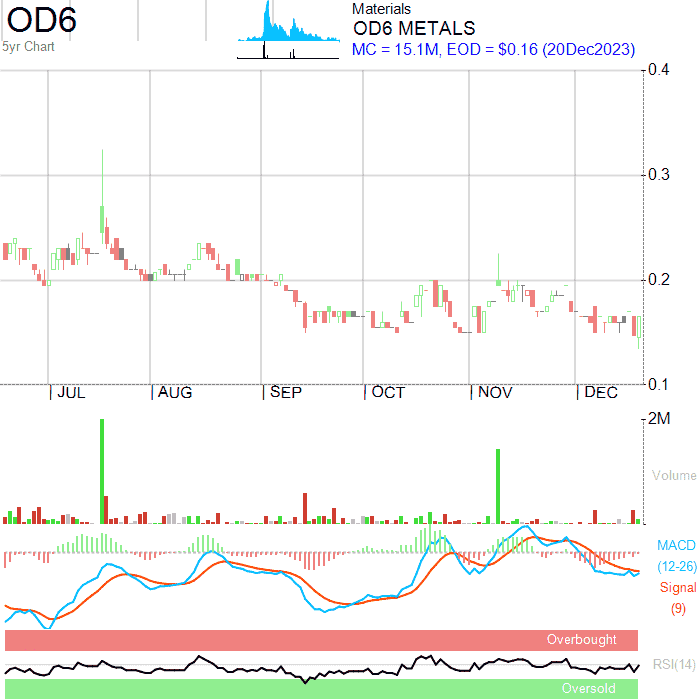 OD6
5yr Chart
Materials
OD6 METALS
MC = 15.1M, EOD = $0.16 (20Dec2023)
0.4
0.3
0.2
0.1
JUL AUG SEP OCT NOV DEC
2M
Volume
MACD
(12-26)
Signal
(9)
Overbought
RSI(14)
Oversold